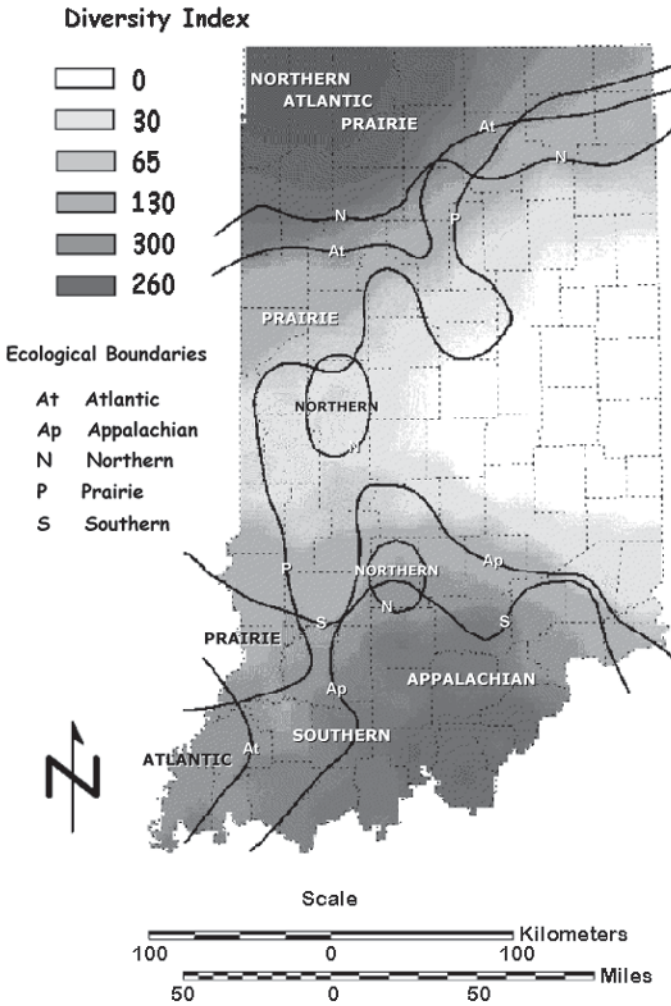 Diversity Index
0
30
65
130
300
260
Ecological Boundaries
At Atlantic
Ap Appalachian
N Northern
P Prairie
S Southern
NORTHERN
ATLANTIC
PRAIRIE
At
N
P
N
At
PRAIRIE
NORTHERN
N
P
NORTHERN
Ap
N
S
S
PRAIRIE
APPALACHIAN
Ap
SOUTHERN
At
ATLANTIC
N
Scale
Kilometers
100 0 100
Miles
50 0 50